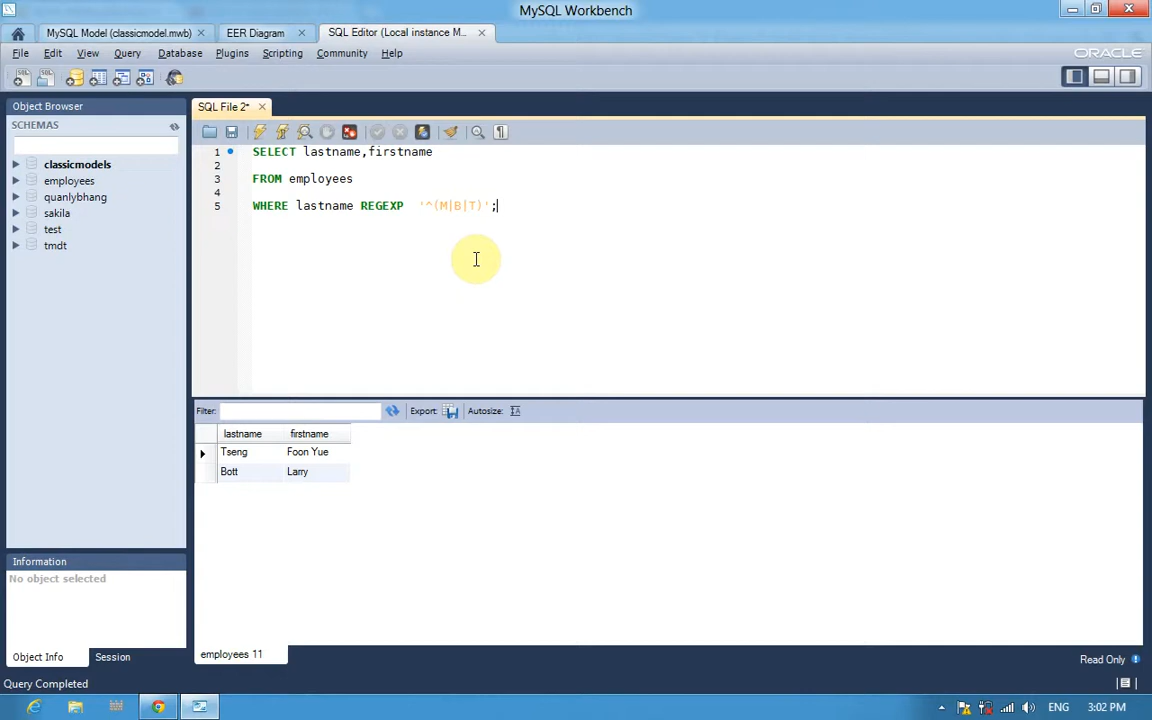 MySQL Workbench
MySQL Model (classicmodel.mwb)
EER Diagram
SQL Editor (Local instance M...
File Edit View Query Database Plugins Scripting Community Help
ORACLE
Object Browser
SCHEMAS
classicmodels
employees
quanlybhang
sakila
test
tmdt
SQL File 2*
1 SELECT lastname,firstname
2
3 FROM employees
4
5 WHERE lastname REGEXP '^(M|B|T)';
Filter: Export: Autosize:
lastname firstname
Tseng Foon Yue
Bott Larry
Information
No object selected
Object Info Session
employees 11
Read Only
Query Completed
ENG 3:02 PM